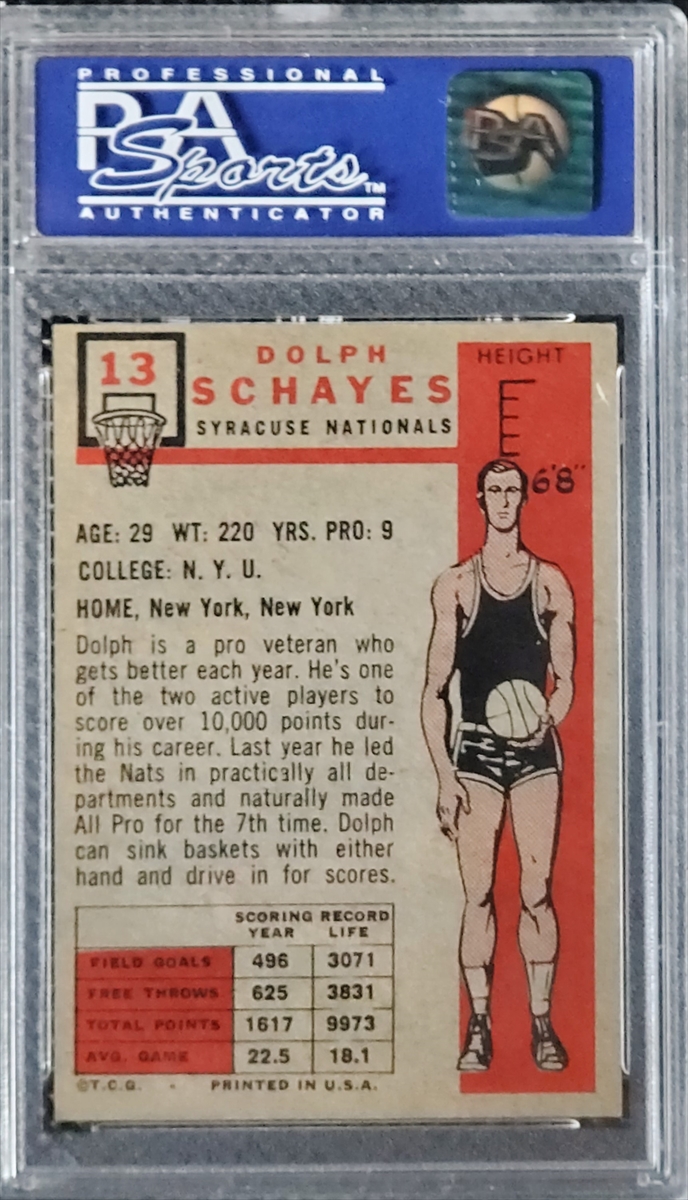 PROFESSIONAL
PSA
Sports™
AUTHENTICATOR
PSA
13
DOLPH
SCHAYES
SYRACUSE NATIONALS
HEIGHT
6'8"
AGE: 29 WT: 220 YRS. PRO: 9
COLLEGE: N. Y. U.
HOME, New York, New York
Dolph is a pro veteran who
gets better each year. He's one
of the two active players to
score over 10,000 points dur-
ing his career. Last year he led
the Nats in practically all de-
partments and naturally made
All Pro for the 7th time. Dolph
can sink baskets with either
hand and drive in for scores.
SCORING RECORD
YEAR LIFE
FIELD GOALS 496 3071
FREE THROWS 625 3831
TOTAL POINTS 1617 9973
AVG. GAME 22.5 18.1
©T.C.G. PRINTED IN U.S.A.